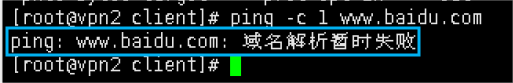 [root@vpn2 client]# ping -c 1 www.baidu.com
ping: www.baidu.com: 域名解析暂时失败
[root@vpn2 client]#